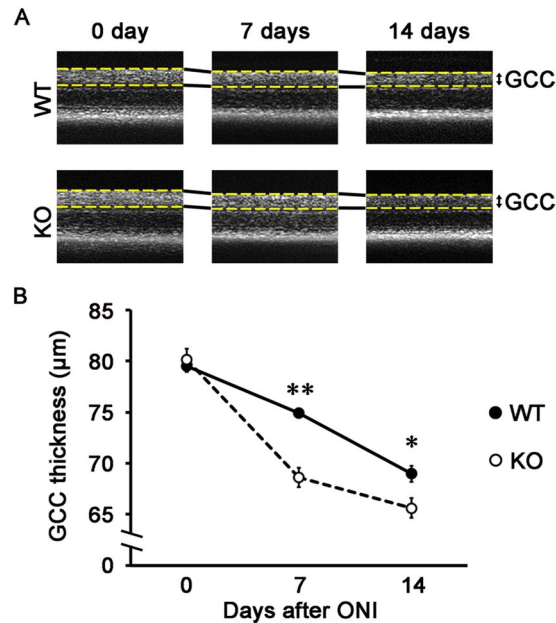 A
0 day 7 days 14 days
WT
GCC
KO
GCC
B
85
80
75
70
65
0
GCC thickness (μm)
**
*
WT
KO
0 7 14
Days after ONI